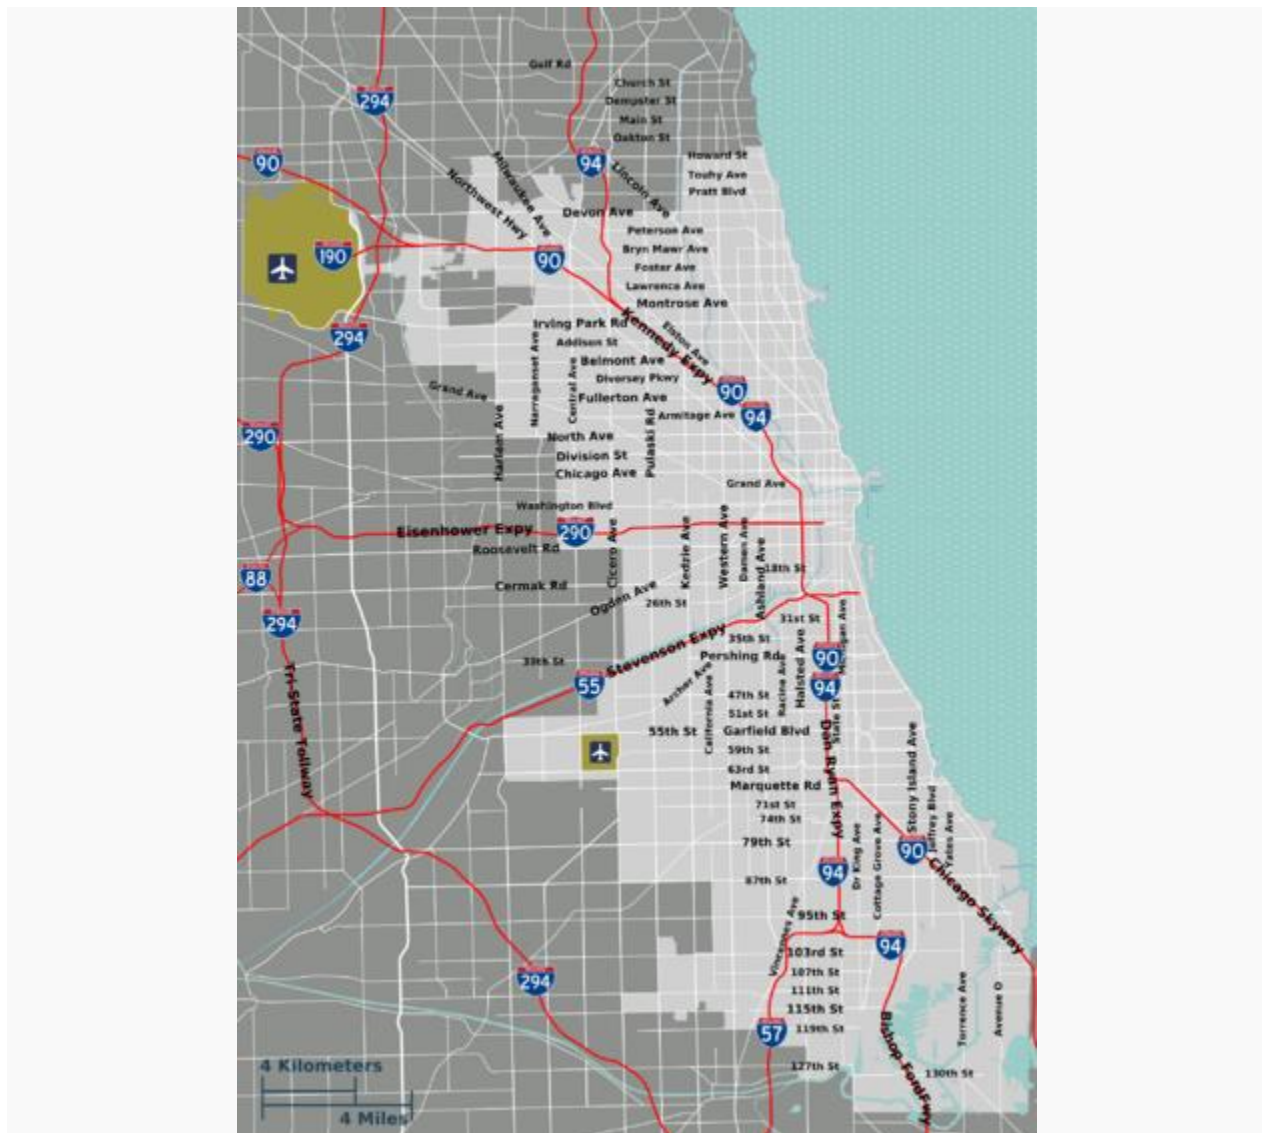 Golf Rd
Church St
Dempster St
Main St
Oakton St
294
90
94
Howard St
Touhy Ave
Pratt Blvd
Milwaukee Ave
Northwest Hwy
Lincoln Ave
Devon Ave
Peterson Ave
Bryn Mawr Ave
190
90
Foster Ave
Lawrence Ave
Montrose Ave
294
Irving Park Rd
Kennedy Expy
Elston Ave
Addison St
Narraganset Ave
Central Ave
Belmont Ave
Diversey Pkwy
Grand Ave
Fullerton Ave
90
94
Armitage Ave
290
Harlem Ave
North Ave
Pulaski Rd
Division St
Chicago Ave
Grand Ave
Washington Blvd
Eisenhower Expy
290
Roosevelt Rd
Cicero Ave
Kedzie Ave
Western Ave
Damen Ave
Ashland Ave
18th St
88
Cermak Rd
Ogden Ave
26th St
294
31st St
Michigan Ave
Stevenson Expy
35th St
Pershing Rd
Halsted Ave
90
39th St
55
Archer Ave
California Ave
Racine Ave
94
47th St
51st St
State St
Tri-State Tollway
55th St
Garfield Blvd
Dan Ryan Expy
59th St
63rd St
Marquette Rd
Stony Island Ave
Jeffrey Blvd
Yates Ave
71st St
74th St
79th St
90
Dr King Ave
Cottage Grove Ave
94
87th St
Chicago Skyway
Vincennes Ave
95th St
94
103rd St
107th St
294
111th St
115th St
Torrence Ave
Avenue O
57
119th St
Bishop FordFwy
127th St
130th St
4 Kilometers
4 Miles